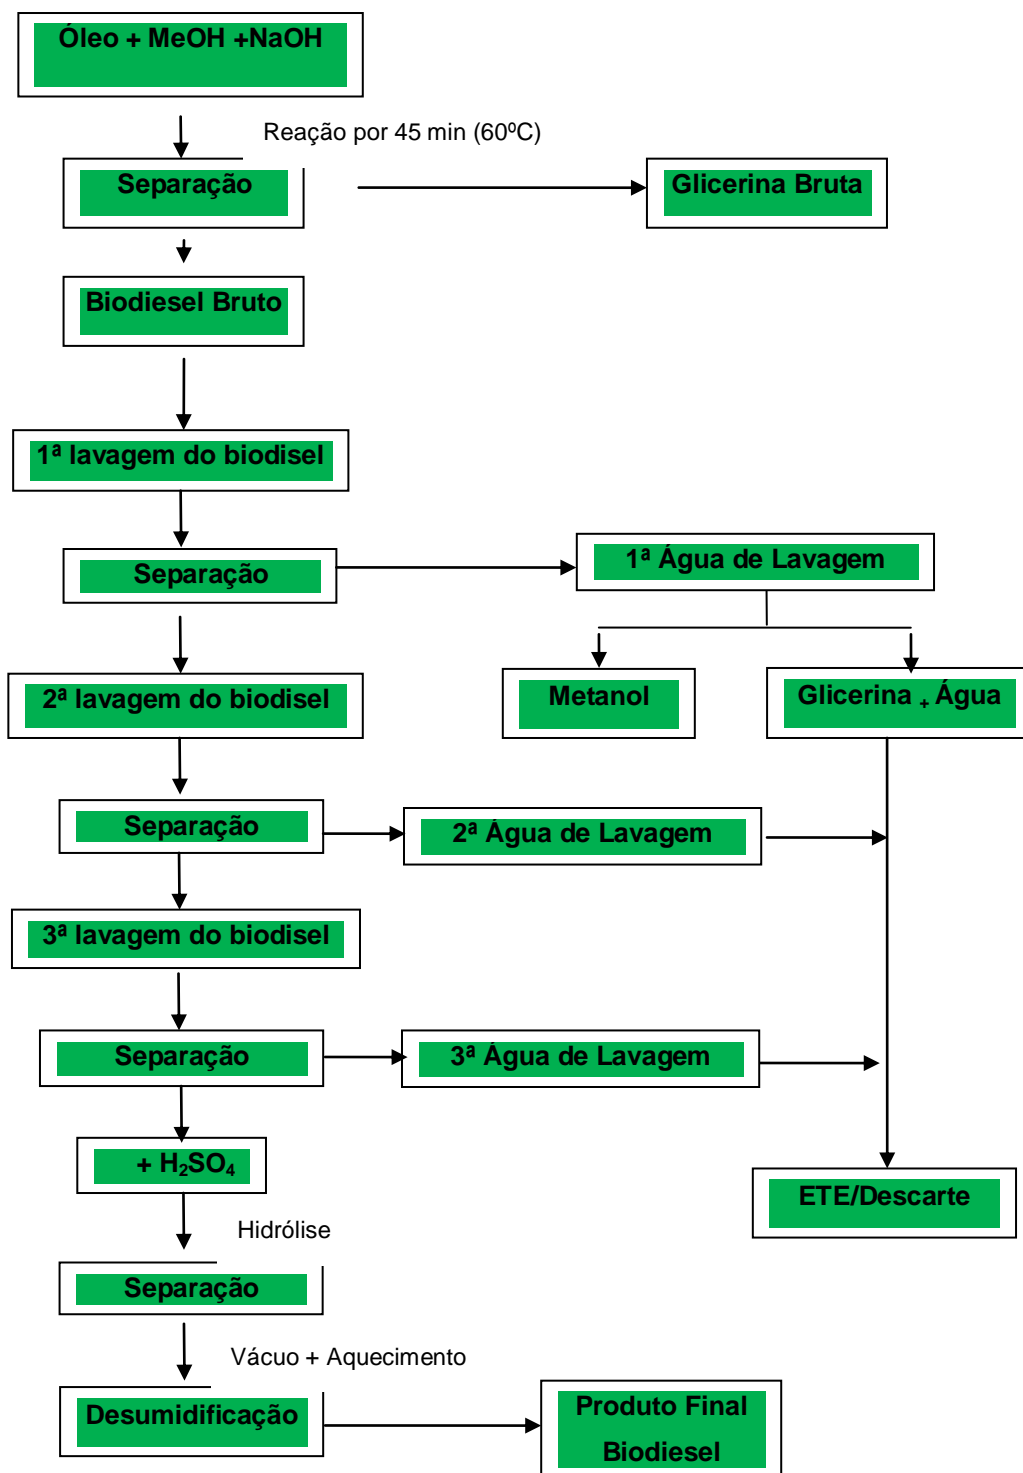 Óleo + MeOH +NaOH
Reação por 45 min (60ºC)
Separação
Glicerina Bruta
Biodiesel Bruto
1ª lavagem do biodisel
Separação
1ª Água de Lavagem
2ª lavagem do biodisel
Metanol
Glicerina + Água
Separação
2ª Água de Lavagem
3ª lavagem do biodisel
Separação
3ª Água de Lavagem
+ H₂SO₄
ETE/Descarte
Hidrólise
Separação
Vácuo + Aquecimento
Desumidificação
Produto Final
Biodiesel